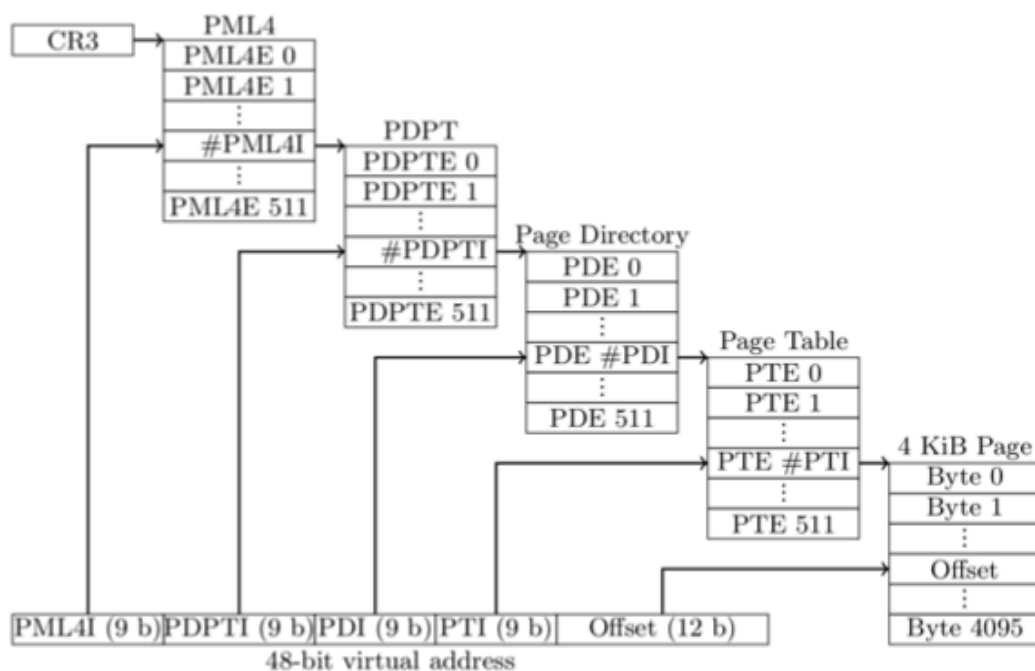 CR3
PML4
PML4E 0
PML4E 1
⋮
#PML4I
⋮
PML4E 511
PDPT
PDPTE 0
PDPTE 1
⋮
#PDPTI
⋮
PDPTE 511
Page Directory
PDE 0
PDE 1
⋮
PDE #PDI
⋮
PDE 511
Page Table
PTE 0
PTE 1
⋮
PTE #PTI
⋮
PTE 511
4 KiB Page
Byte 0
Byte 1
⋮
Offset
⋮
Byte 4095
PML4I (9 b) PDPTI (9 b) PDI (9 b) PTI (9 b) Offset (12 b)
48-bit virtual address